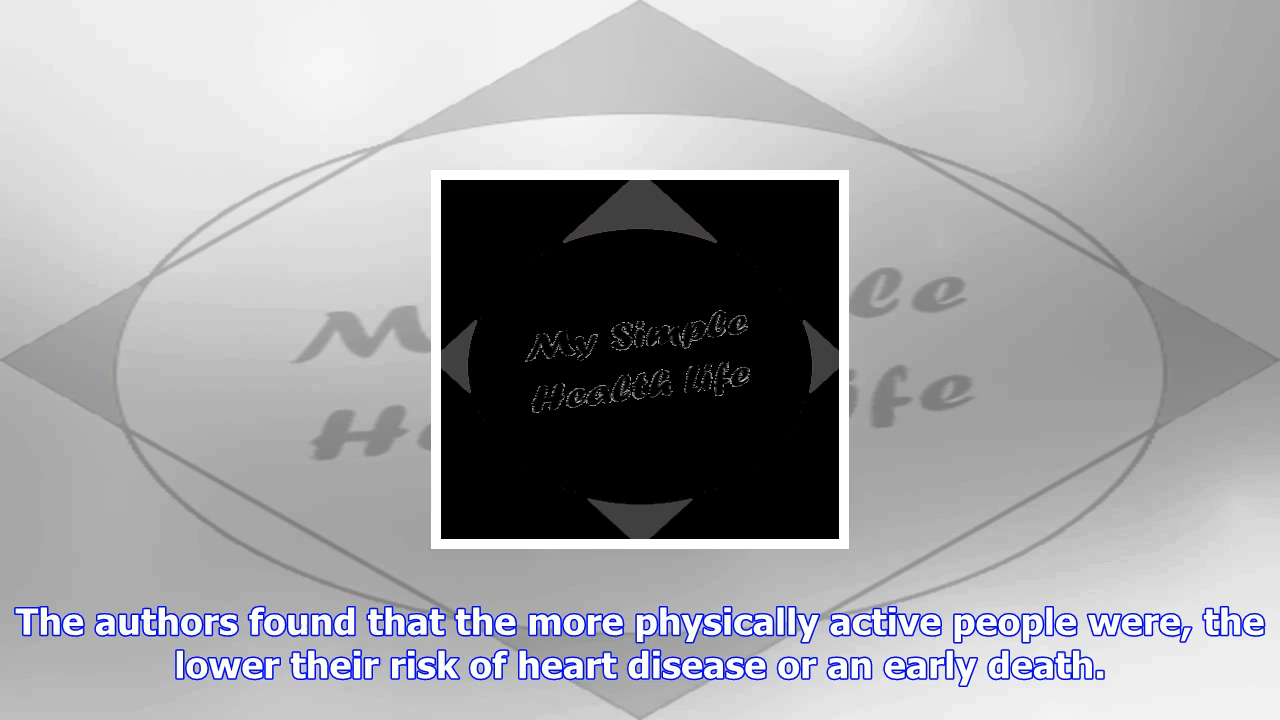 My Simple
Health Life
The authors found that the more physically active people were, the
lower their risk of heart disease or an early death.